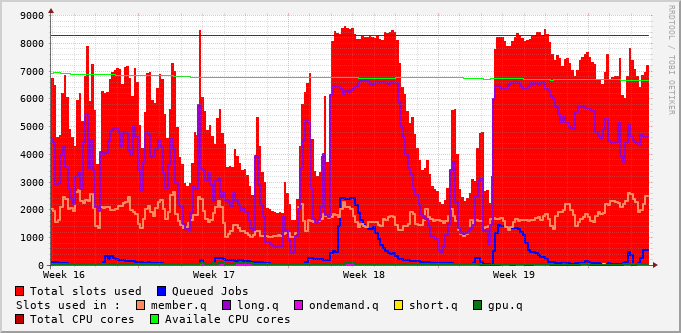 9000
8000
7000
6000
5000
4000
3000
2000
1000
0
Week 16 Week 17 Week 18 Week 19
RRDTOOL / TOBI OETIKER
Total slots used Queued Jobs
Slots used in : member.q long.q ondemand.q short.q gpu.q
Total CPU cores Availale CPU cores